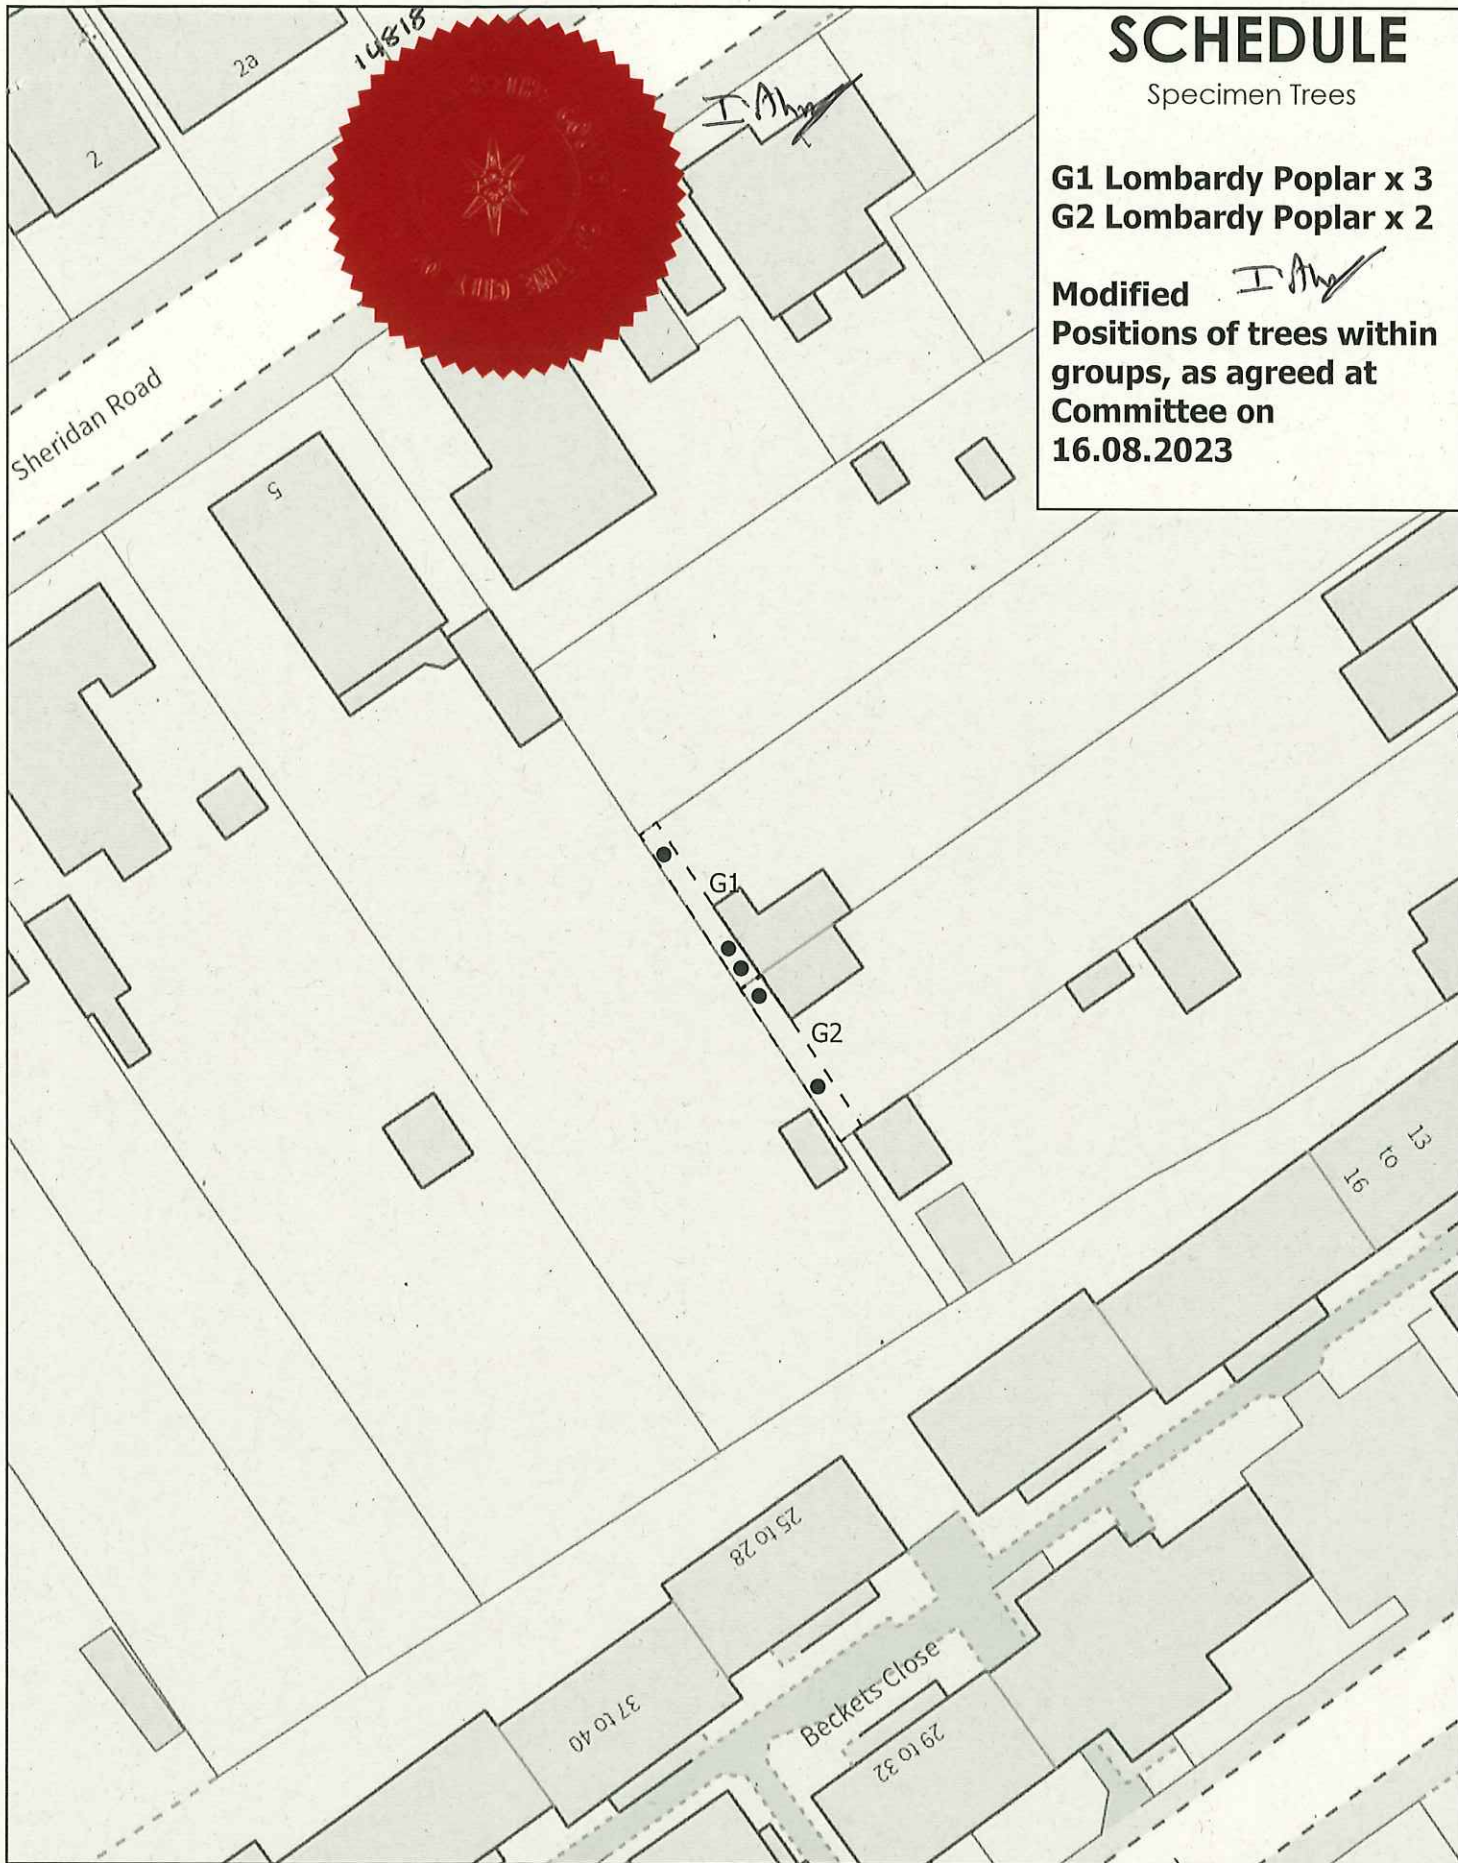 SCHEDULE
Specimen Trees
G1 Lombardy Poplar x 3
G2 Lombardy Poplar x 2
Modified
Positions of trees within
groups, as agreed at
Committee on
16.08.2023
14818
2a
2
Sheridan Road
5
G1
G2
13
to
16
25 to 28
37 to 40
Beckets Close
29 to 32